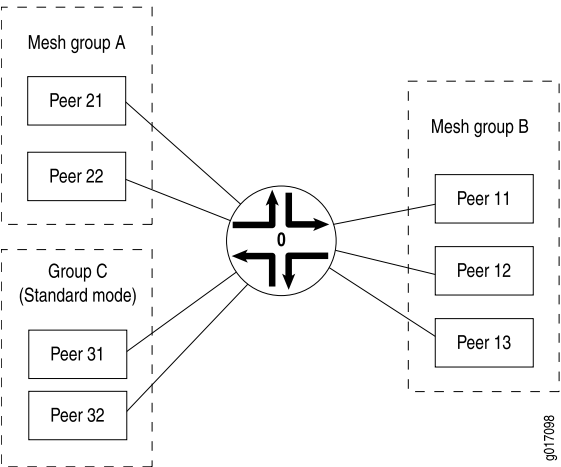 Mesh group A
Peer 21
Peer 22
Group C
(Standard mode)
Peer 31
Peer 32
0
Mesh group B
Peer 11
Peer 12
Peer 13
g017098